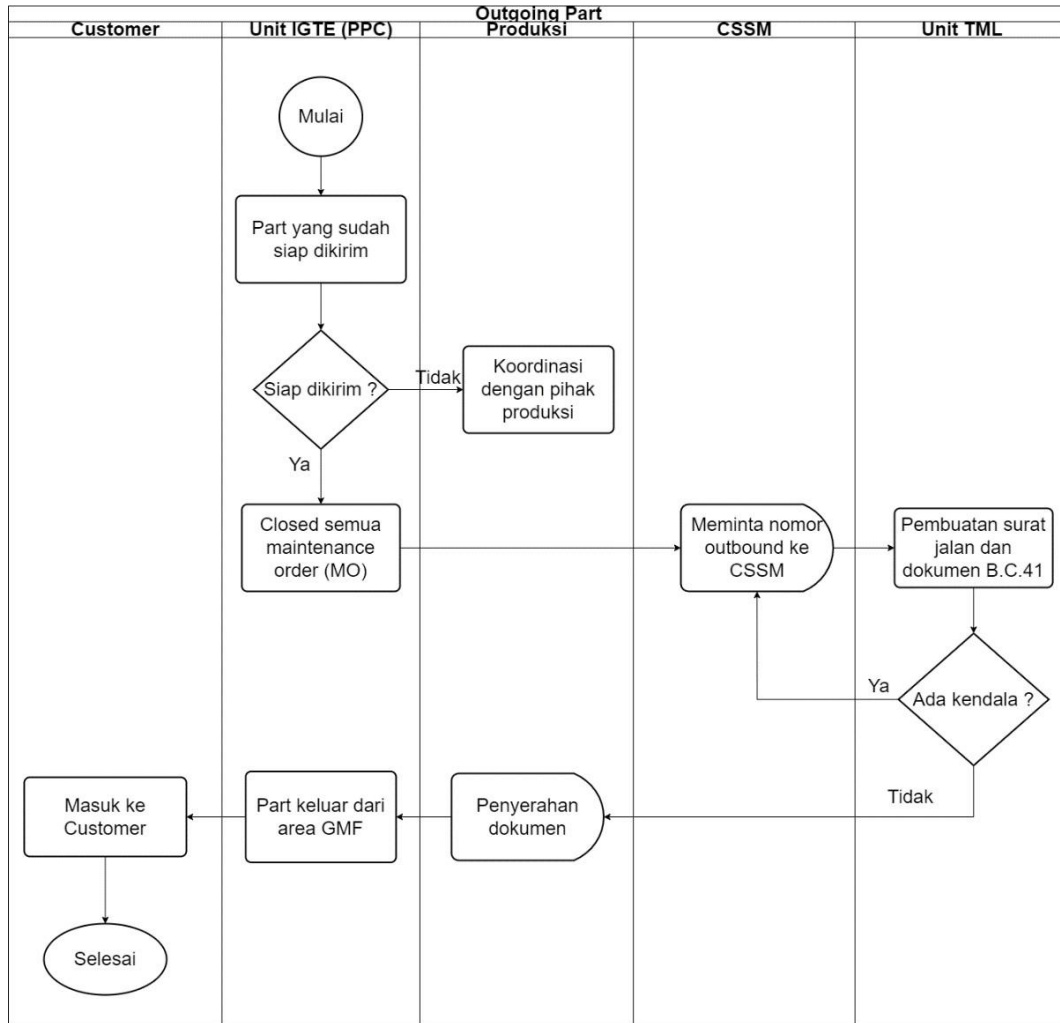 Outgoing Part
Customer
Unit IGTE (PPC)
Produksi
CSSM
Unit TML
Mulai
Part yang sudah
siap dikirim
Siap dikirim ?
Tidak
Koordinasi
dengan pihak
produksi
Ya
Closed semua
maintenance
order (MO)
Meminta nomor
outbound ke
CSSM
Pembuatan surat
jalan dan
dokumen B.C.41
Ada kendala ?
Ya
Tidak
Penyerahan
dokumen
Part keluar dari
area GMF
Masuk ke
Customer
Selesai